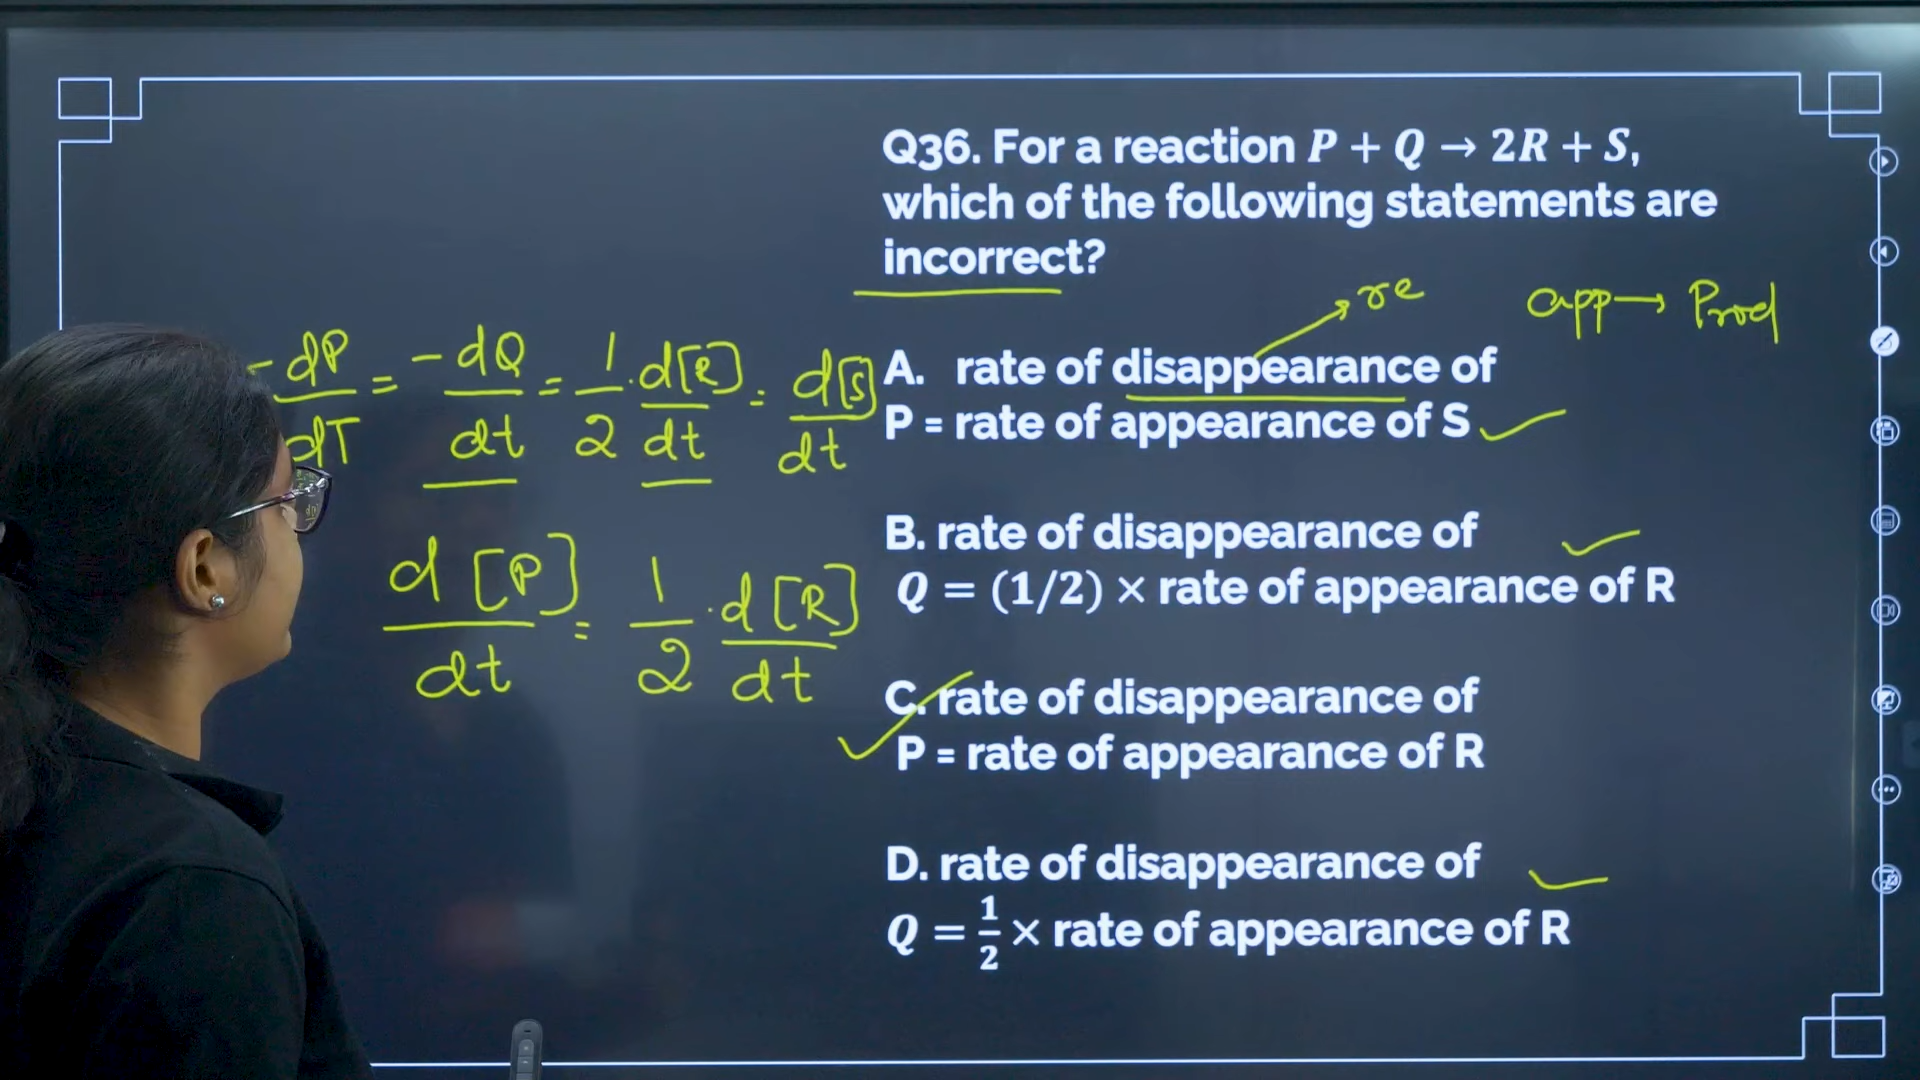 Q36. For a reaction P + Q → 2R + S,
which of the following statements are
incorrect?
re app → Prod
A. rate of disappearance of
P = rate of appearance of S
-dP/dT = -dQ/dt = 1/2 . d[R]/dt = d[S]/dt
B. rate of disappearance of
Q = (1/2) × rate of appearance of R
d[P]/dt = 1/2 . d[R]/dt
C. rate of disappearance of
P = rate of appearance of R
D. rate of disappearance of
Q = 1/2 × rate of appearance of R